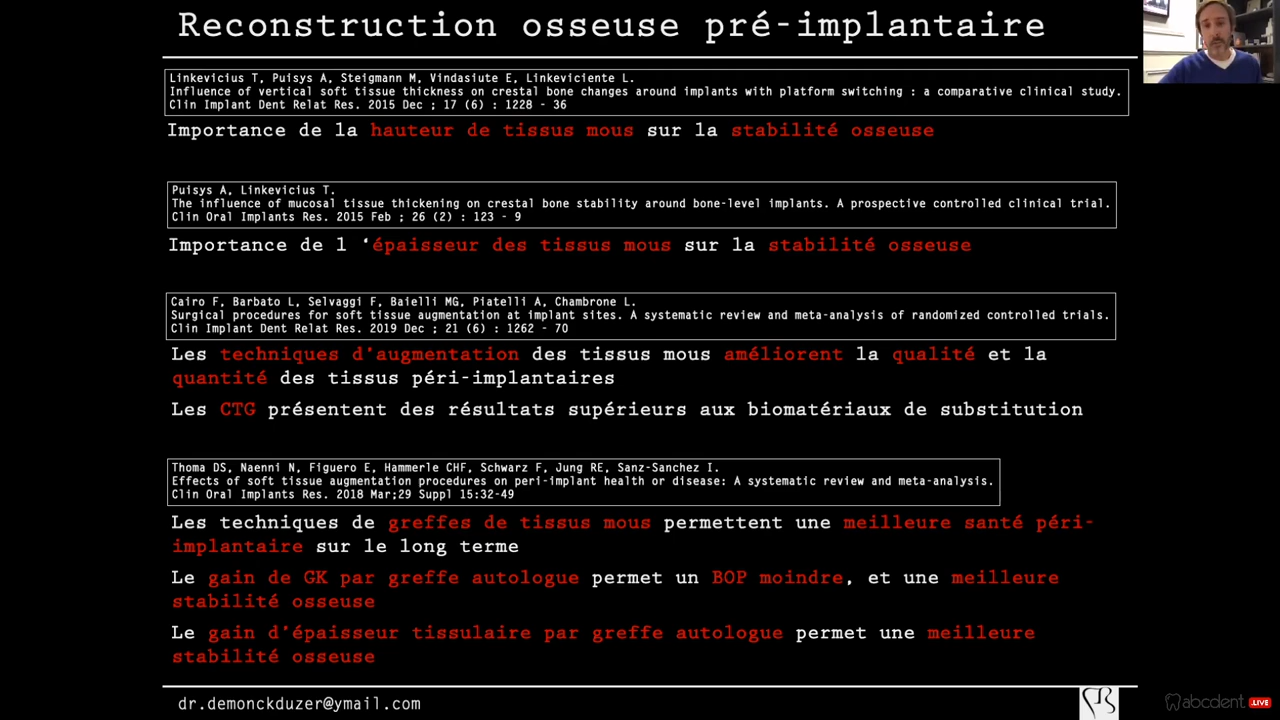 Reconstruction osseuse pré-implantaire
Linkevicius T, Puisys A, Steigmann M, Vindasiute E, Linkeviciente L.
Influence of vertical soft tissue thickness on crestal bone changes around implants with platform switching : a comparative clinical study.
Clin Implant Dent Relat Res. 2015 Dec ; 17 (6) : 1228 - 36
Importance de la hauteur de tissus mous sur la stabilité osseuse
Puisys A, Linkevicius T.
The influence of mucosal tissue thickening on crestal bone stability around bone-level implants. A prospective controlled clinical trial.
Clin Oral Implants Res. 2015 Feb ; 26 (2) : 123 - 9
Importance de l ‘épaisseur des tissus mous sur la stabilité osseuse
Cairo F, Barbato L, Selvaggi F, Baielli MG, Piatelli A, Chambrone L.
Surgical procedures for soft tissue augmentation at implant sites. A systematic review and meta-analysis of randomized controlled trials.
Clin Implant Dent Relat Res. 2019 Dec ; 21 (6) : 1262 - 70
Les techniques d'augmentation des tissus mous améliorent la qualité et la
quantité des tissus péri-implantaires
Les CTG présentent des résultats supérieurs aux biomatériaux de substitution
Thoma DS, Naenni N, Figuero E, Hammerle CHF, Schwarz F, Jung RE, Sanz-Sanchez I.
Effects of soft tissue augmentation procedures on peri-implant health or disease: A systematic review and meta-analysis.
Clin Oral Implants Res. 2018 Mar;29 Suppl 15:32-49
Les techniques de greffes de tissus mous permettent une meilleure santé péri-
implantaire sur le long terme
Le gain de GK par greffe autologue permet un BOP moindre, et une meilleure
stabilité osseuse
Le gain d'épaisseur tissulaire par greffe autologue permet une meilleure
stabilité osseuse
dr.demonckduzer@ymail.com
abcdent.LIVE